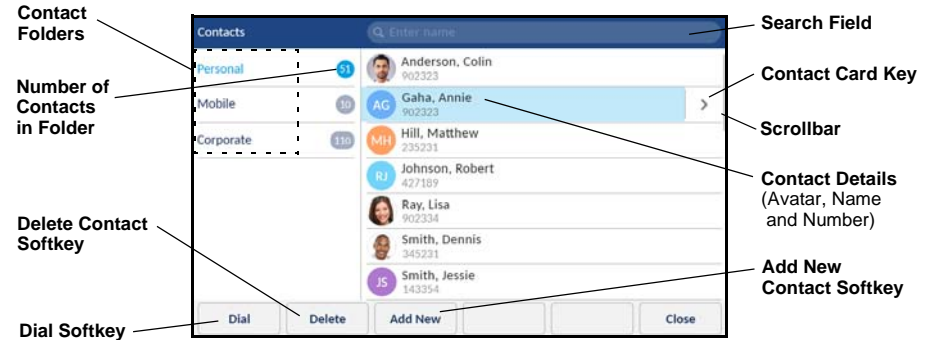 Contact
Folders
Number of
Contacts
in Folder
Delete Contact
Softkey
Dial Softkey
Contacts
Enter name
Personal
51
Mobile
10
Corporate
110
Anderson, Colin
902323
AG
Gaha, Annie
902323
MH
Hill, Matthew
235231
RJ
Johnson, Robert
427189
Ray, Lisa
902334
Smith, Dennis
345231
JS
Smith, Jessie
143354
Dial
Delete
Add New
Close
Search Field
Contact Card Key
Scrollbar
Contact Details
(Avatar, Name
and Number)
Add New
Contact Softkey